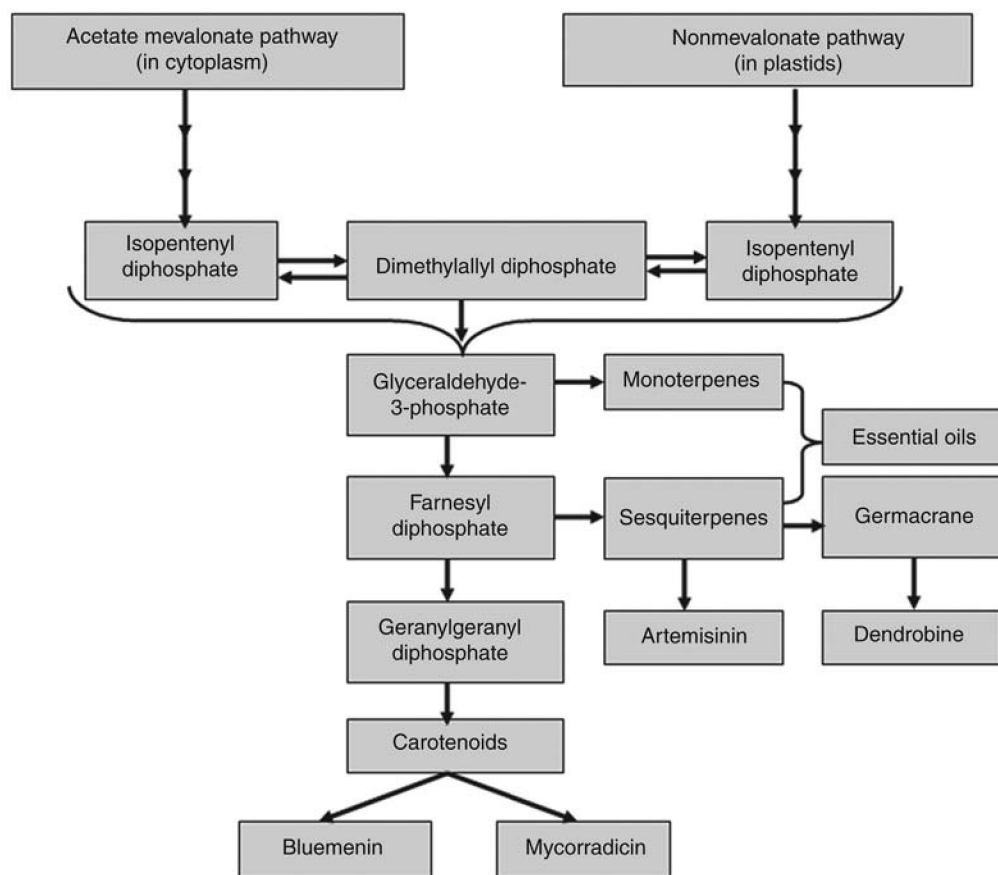 Acetate mevalonate pathway
(in cytoplasm)
Nonmevalonate pathway
(in plastids)
Isopentenyl
diphosphate
Dimethylallyl diphosphate
Isopentenyl
diphosphate
Glyceraldehyde-
3-phosphate
Monoterpenes
Essential oils
Farnesyl
diphosphate
Sesquiterpenes
Germacrane
Geranylgeranyl
diphosphate
Artemisinin
Dendrobine
Carotenoids
Bluemenin
Mycorradicin